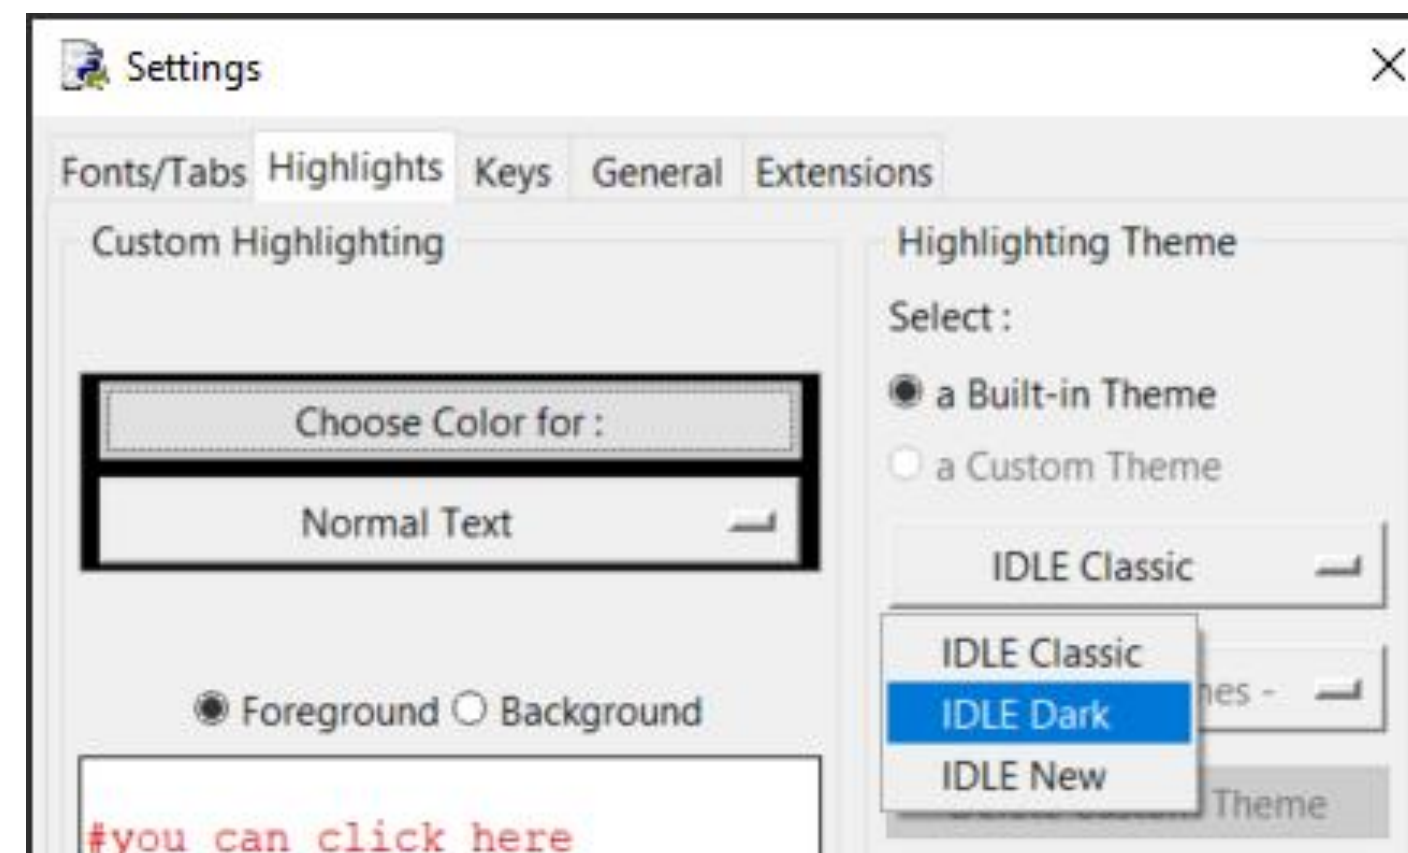 Settings
Fonts/Tabs Highlights Keys General Extensions
Custom Highlighting
Choose Color for :
Normal Text
Foreground Background
#you can click here
Highlighting Theme
Select :
a Built-in Theme
a Custom Theme
IDLE Classic
IDLE Classic
IDLE Dark
IDLE New
Theme